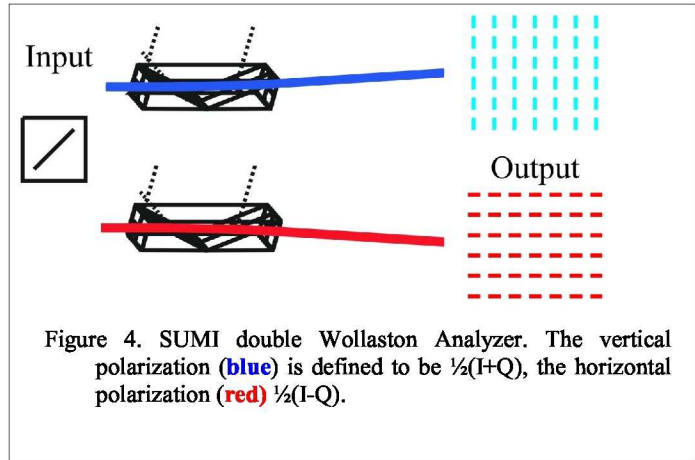 Input
Output
Figure 4. SUMI double Wollaston Analyzer. The vertical
polarization (blue) is defined to be ½(I+Q), the horizontal
polarization (red) ½(I-Q).